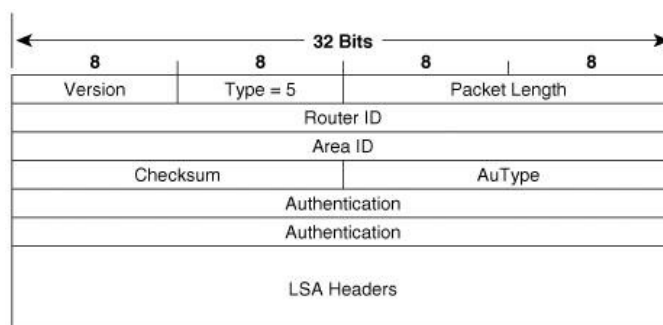 32 Bits
8 8 8 8
Version Type = 5 Packet Length
Router ID
Area ID
Checksum AuType
Authentication
Authentication
LSA Headers